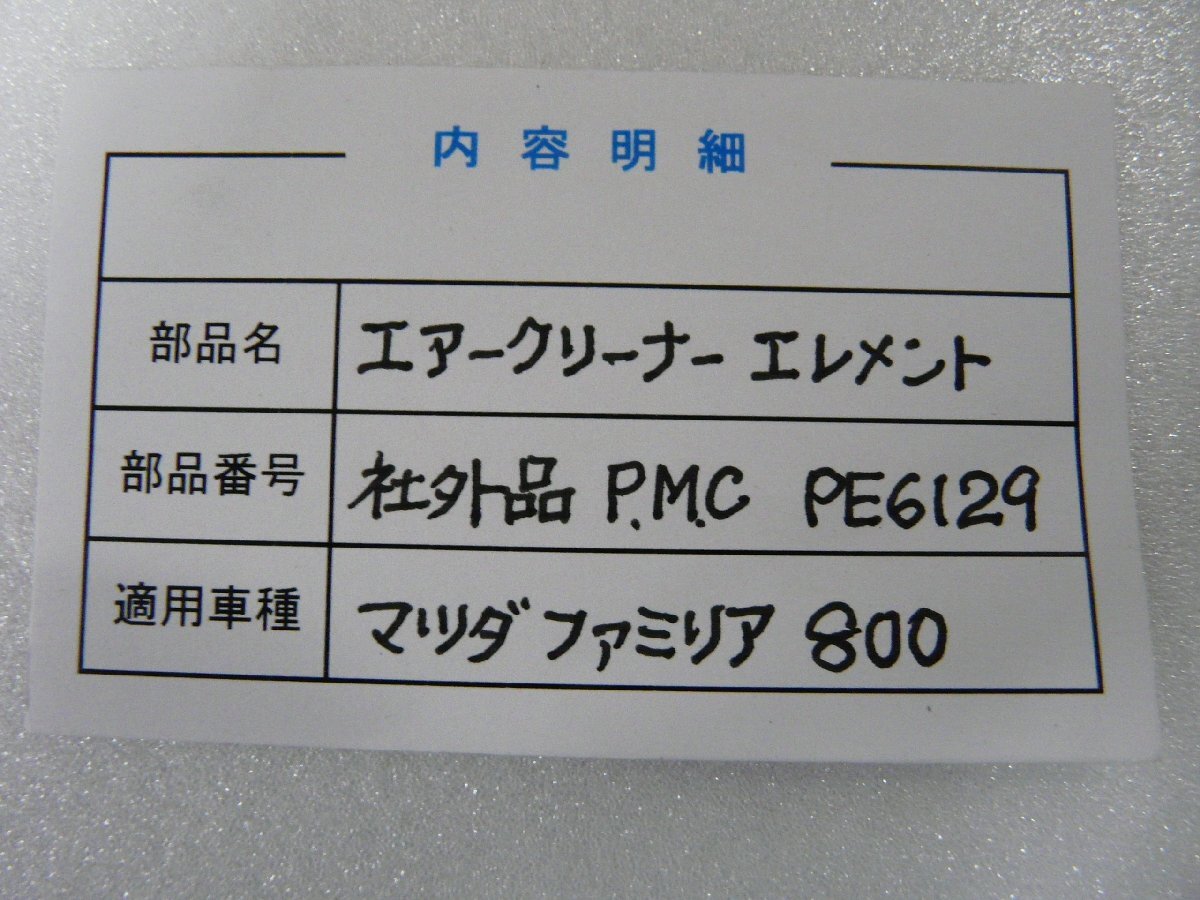 内容明細
部品名 エアークリーナー エレメント
部品番号 社外品 P.M.C PE6129
適用車種 マツダ ファミリア 800